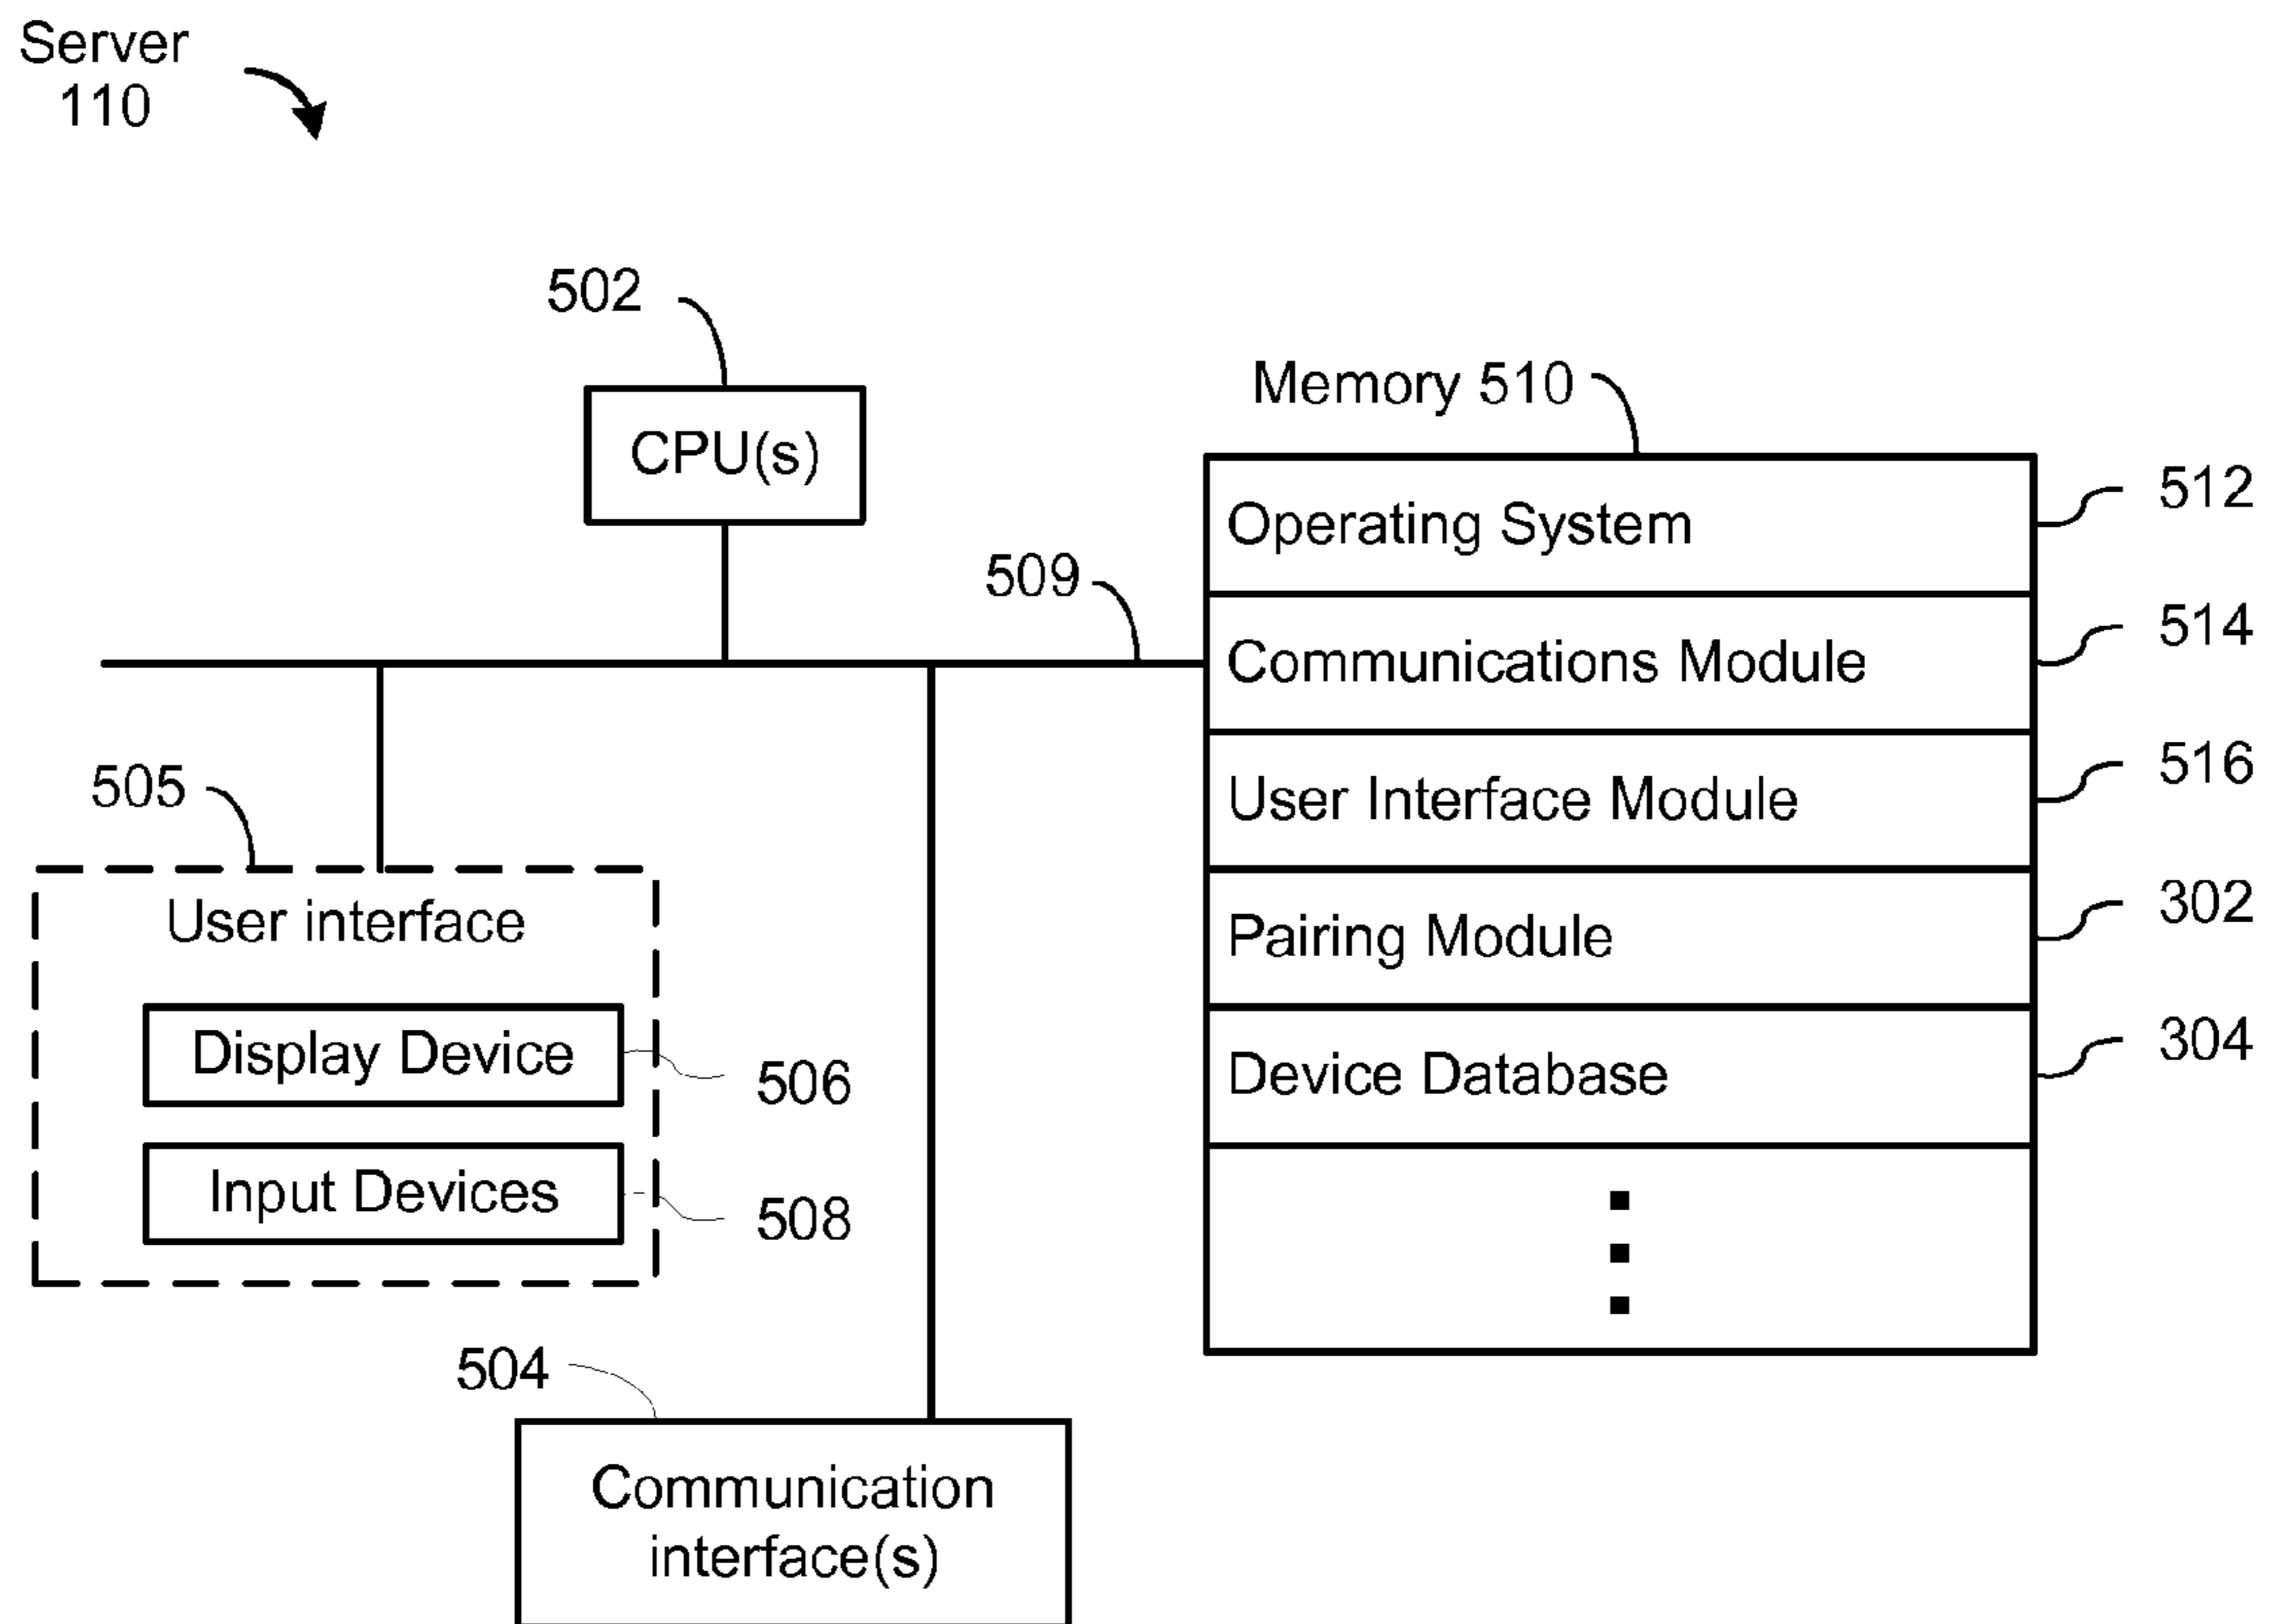 Server
110
502
CPU(s)
Memory 510
Operating System
512
509
Communications Module
514
User Interface Module
516
505
Pairing Module
302
User interface
Device Database
304
Display Device
506
Input Devices
508
504
Communication
interface(s)